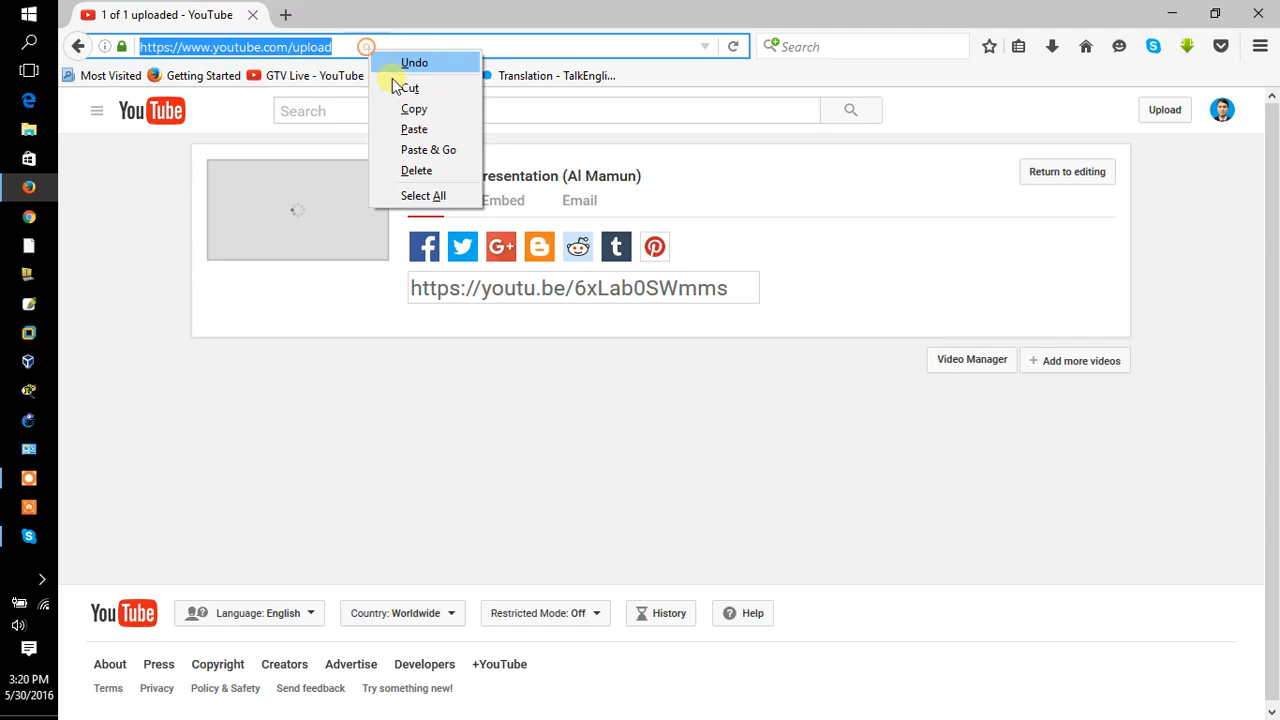 1 of 1 uploaded - YouTube
https://www.youtube.com/upload
Search
Most Visited
Getting Started
GTV Live - YouTube
Translation - TalkEngli...
Undo
Cut
Copy
Paste
Paste & Go
Delete
Select All
YouTube
Search
Upload
resentation (Al Mamun)
Return to editing
Embed
Email
https://youtu.be/6xLab0SWmms
Video Manager
+ Add more videos
YouTube
Language: English
Country: Worldwide
Restricted Mode: Off
History
Help
About
Press
Copyright
Creators
Advertise
Developers
+YouTube
Terms
Privacy
Policy & Safety
Send feedback
Try something new!
3:20 PM
5/30/2016